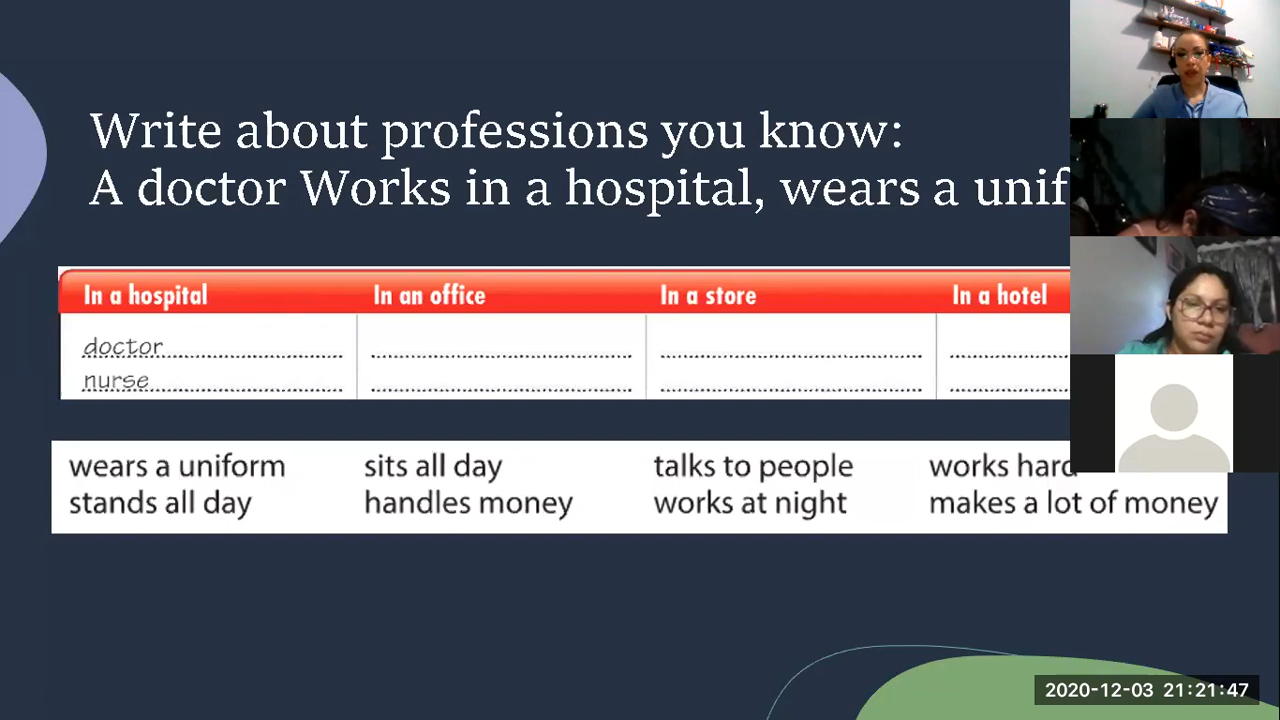 Write about professions you know:
A doctor Works in a hospital, wears a unif
In a hospital In an office In a store In a hotel
doctor
nurse
wears a uniform sits all day talks to people works hard
stands all day handles money works at night makes a lot of money
2020-12-03 21:21:47